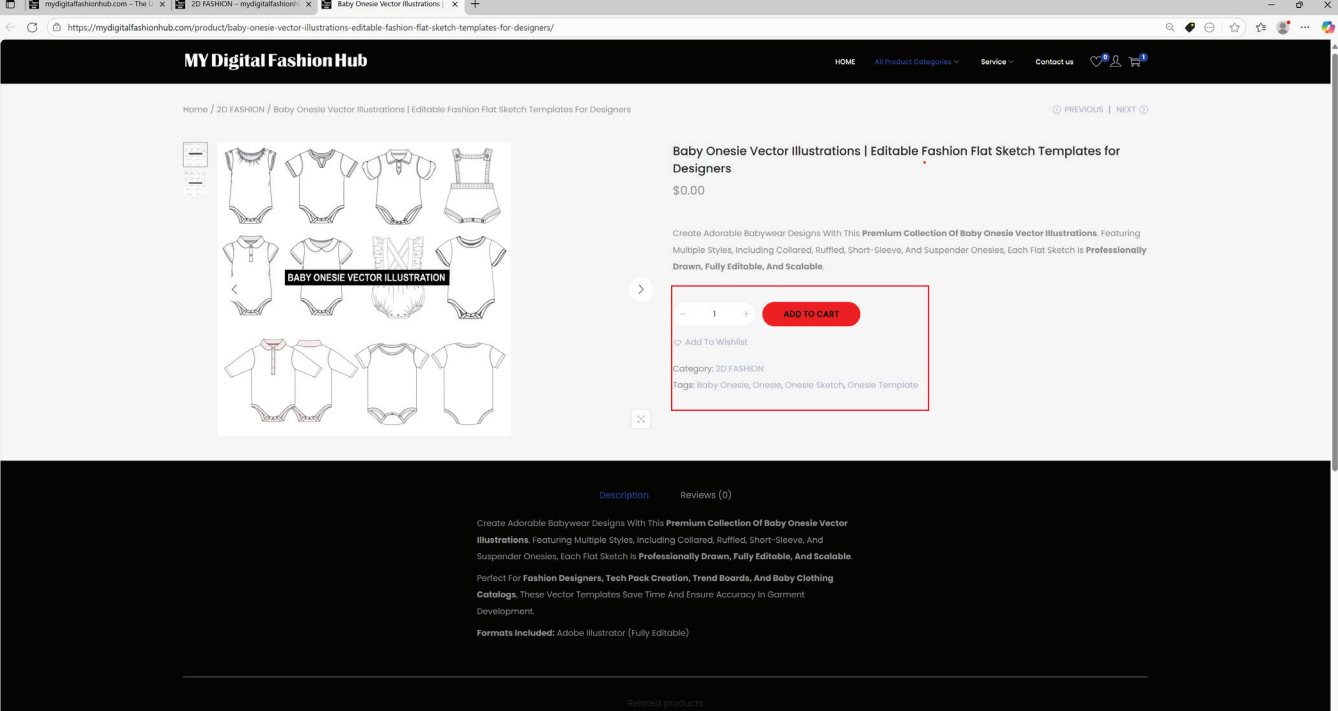 mydigitalfashionhub.com – The L
2D FASHION – mydigitalfashionh
Baby Onesie Vector Illustrations |
https://mydigitalfashionhub.com/product/baby-onesie-vector-illustrations-editable-fashion-flat-sketch-templates-for-designers/
MY Digital Fashion Hub
HOME
All Product Categories
Service
Contact us
0
1
Home / 2D FASHION / Baby Onesie Vector Illustrations | Editable Fashion Flat Sketch Templates For Designers
PREVIOUS | NEXT
BABY ONESIE VECTOR ILLUSTRATION
Baby Onesie Vector Illustrations | Editable Fashion Flat Sketch Templates for
Designers
$0.00
Create Adorable Babywear Designs With This Premium Collection Of Baby Onesie Vector Illustrations. Featuring
Multiple Styles, Including Collared, Ruffled, Short-Sleeve, And Suspender Onesies, Each Flat Sketch Is Professionally
Drawn, Fully Editable, And Scalable.
- 1 +
ADD TO CART
Add To Wishlist
Category: 2D FASHION
Tags: Baby Onesie, Onesie, Onesie Sketch, Onesie Template
Description
Reviews (0)
Create Adorable Babywear Designs With This Premium Collection Of Baby Onesie Vector
Illustrations. Featuring Multiple Styles, Including Collared, Ruffled, Short-Sleeve, And
Suspender Onesies, Each Flat Sketch Is Professionally Drawn, Fully Editable, And Scalable.
Perfect For Fashion Designers, Tech Pack Creation, Trend Boards, And Baby Clothing
Catalogs, These Vector Templates Save Time And Ensure Accuracy In Garment
Development.
Formats Included: Adobe Illustrator (Fully Editable)
Related products